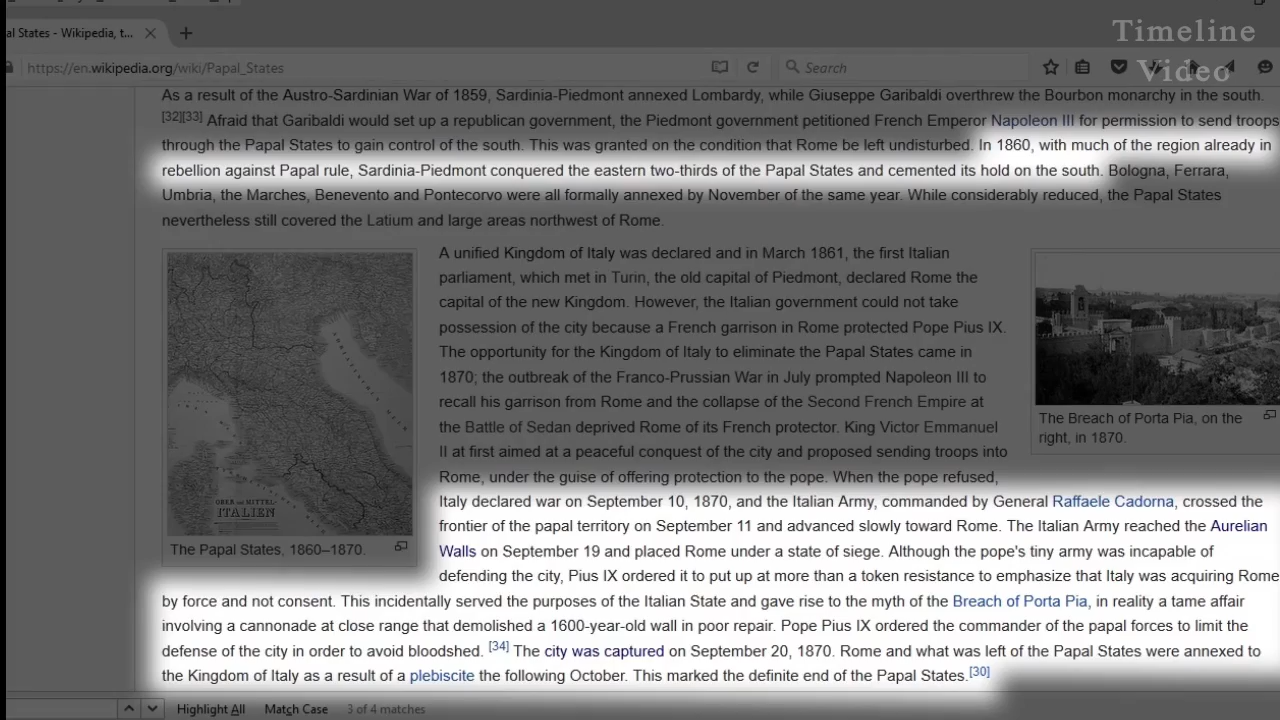 Timeline
Video
al States - Wikipedia, t...
https://en.wikipedia.org/wiki/Papal_States
Search
As a result of the Austro-Sardinian War of 1859, Sardinia-Piedmont annexed Lombardy, while Giuseppe Garibaldi overthrew the Bourbon monarchy in the south.
[32][33] Afraid that Garibaldi would set up a republican government, the Piedmont government petitioned French Emperor Napoleon III for permission to send troops
through the Papal States to gain control of the south. This was granted on the condition that Rome be left undisturbed. In 1860, with much of the region already in
rebellion against Papal rule, Sardinia-Piedmont conquered the eastern two-thirds of the Papal States and cemented its hold on the south. Bologna, Ferrara,
Umbria, the Marches, Benevento and Pontecorvo were all formally annexed by November of the same year. While considerably reduced, the Papal States
nevertheless still covered the Latium and large areas northwest of Rome.
A unified Kingdom of Italy was declared and in March 1861, the first Italian
parliament, which met in Turin, the old capital of Piedmont, declared Rome the
capital of the new Kingdom. However, the Italian government could not take
possession of the city because a French garrison in Rome protected Pope Pius IX.
The opportunity for the Kingdom of Italy to eliminate the Papal States came in
1870; the outbreak of the Franco-Prussian War in July prompted Napoleon III to
recall his garrison from Rome and the collapse of the Second French Empire at
the Battle of Sedan deprived Rome of its French protector. King Victor Emmanuel
II at first aimed at a peaceful conquest of the city and proposed sending troops into
Rome, under the guise of offering protection to the pope. When the pope refused,
Italy declared war on September 10, 1870, and the Italian Army, commanded by General Raffaele Cadorna, crossed the
frontier of the papal territory on September 11 and advanced slowly toward Rome. The Italian Army reached the Aurelian
Walls on September 19 and placed Rome under a state of siege. Although the pope's tiny army was incapable of
defending the city, Pius IX ordered it to put up at more than a token resistance to emphasize that Italy was acquiring Rome
by force and not consent. This incidentally served the purposes of the Italian State and gave rise to the myth of the Breach of Porta Pia, in reality a tame affair
involving a cannonade at close range that demolished a 1600-year-old wall in poor repair. Pope Pius IX ordered the commander of the papal forces to limit the
defense of the city in order to avoid bloodshed. [34] The city was captured on September 20, 1870. Rome and what was left of the Papal States were annexed to
the Kingdom of Italy as a result of a plebiscite the following October. This marked the definite end of the Papal States.[30]
OBER UND MITTEL-
ITALIEN
The Papal States, 1860–1870.
The Breach of Porta Pia, on the
right, in 1870.
Highlight All
Match Case
3 of 4 matches